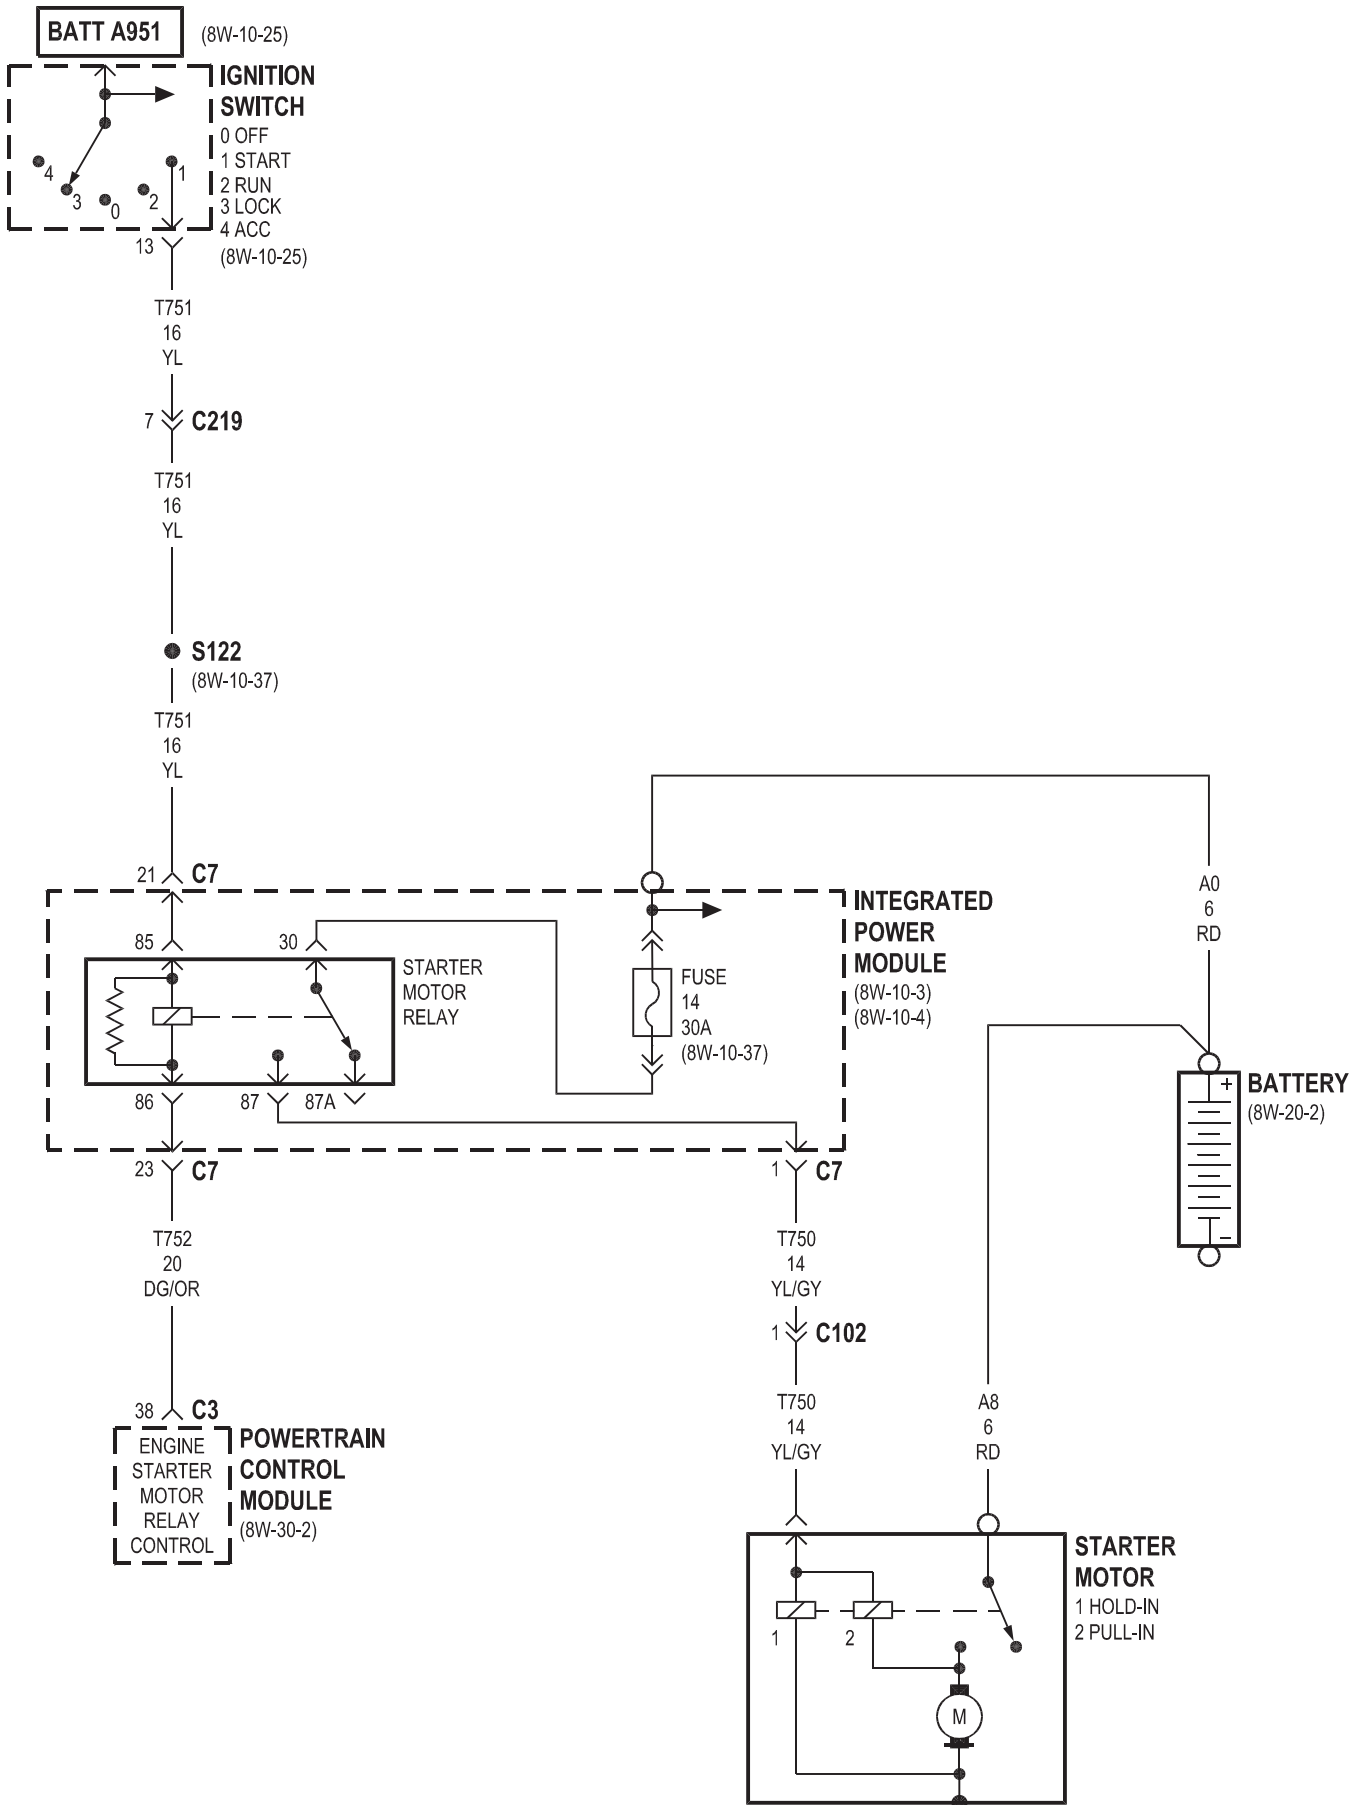 BATT A951
(8W-10-25)
IGNITION
SWITCH
0 OFF
1 START
2 RUN
3 LOCK
4 ACC
(8W-10-25)
4
3
0
2
1
13
T751
16
YL
7
C219
T751
16
YL
S122
(8W-10-37)
T751
16
YL
21
C7
A0
6
RD
INTEGRATED
POWER
MODULE
(8W-10-3)
(8W-10-4)
85
30
STARTER
MOTOR
RELAY
FUSE
14
30A
(8W-10-37)
86
87
87A
+
BATTERY
(8W-20-2)
–
23
C7
1
C7
T752
20
DG/OR
T750
14
YL/GY
1
C102
38
C3
T750
14
YL/GY
A8
6
RD
ENGINE
STARTER
MOTOR
RELAY
CONTROL
POWERTRAIN
CONTROL
MODULE
(8W-30-2)
STARTER
MOTOR
1 HOLD-IN
2 PULL-IN
1
2
M